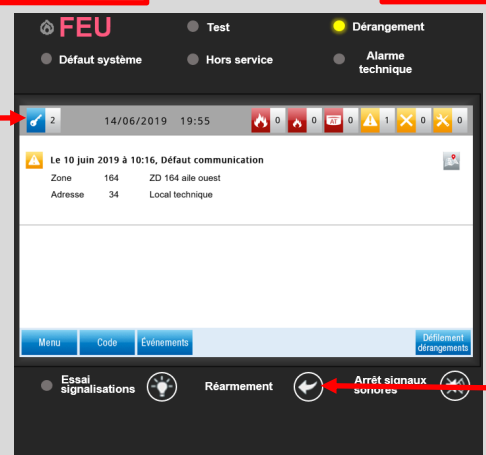 FEU
Test
Dérangement
Défaut système
Hors service
Alarme
technique
2
14/06/2019 19:55
0
0
AT 0
1
0
0
Le 10 juin 2019 à 10:16, Défaut communication
Zone 164 ZD 164 aile ouest
Adresse 34 Local technique
Menu
Code
Événements
Défilement
dérangements
Essai
signalisations
Réarmement
Arrêt signaux
sonores